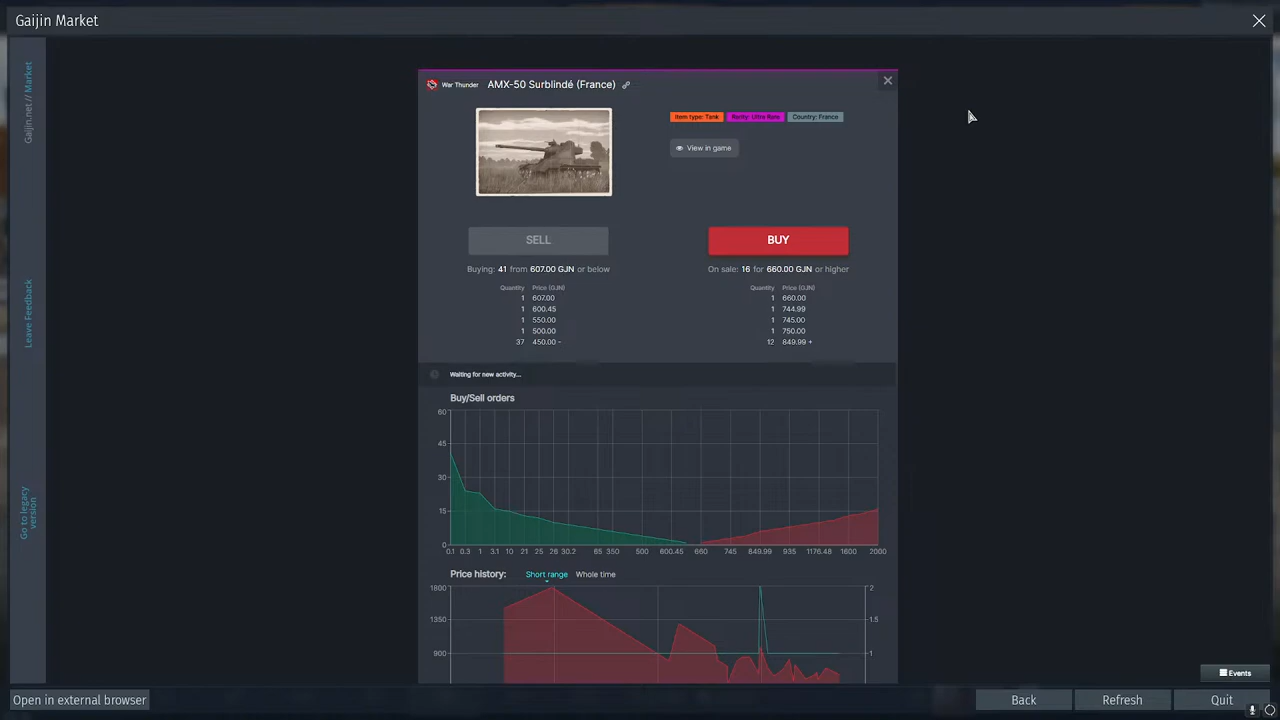 Gaijin Market
Gaijin.net // Market
Leave Feedback
Go to legacy
version
War Thunder AMX-50 Surblindé (France)
Item type: Tank Rarity: Ultra Rare Country: France
View in game
SELL
Buying: 41 from 607.00 GJN or below
Quantity Price (GJN)
1 607.00
1 600.45
1 550.00
1 500.00
37 450.00 -
BUY
On sale: 16 for 660.00 GJN or higher
Quantity Price (GJN)
1 660.00
1 744.99
1 745.00
1 750.00
12 849.99 +
Waiting for new activity...
Buy/Sell orders
60
45
30
15
0
0.1 0.3 1 3.1 10 21 25 26 30.2 65 350 500 600.45 660 745 849.99 935 1176.48 1600 2000
Price history: Short range Whole time
1800 2
1350 1.5
900 1
Events
Open in external browser
Back Refresh Quit